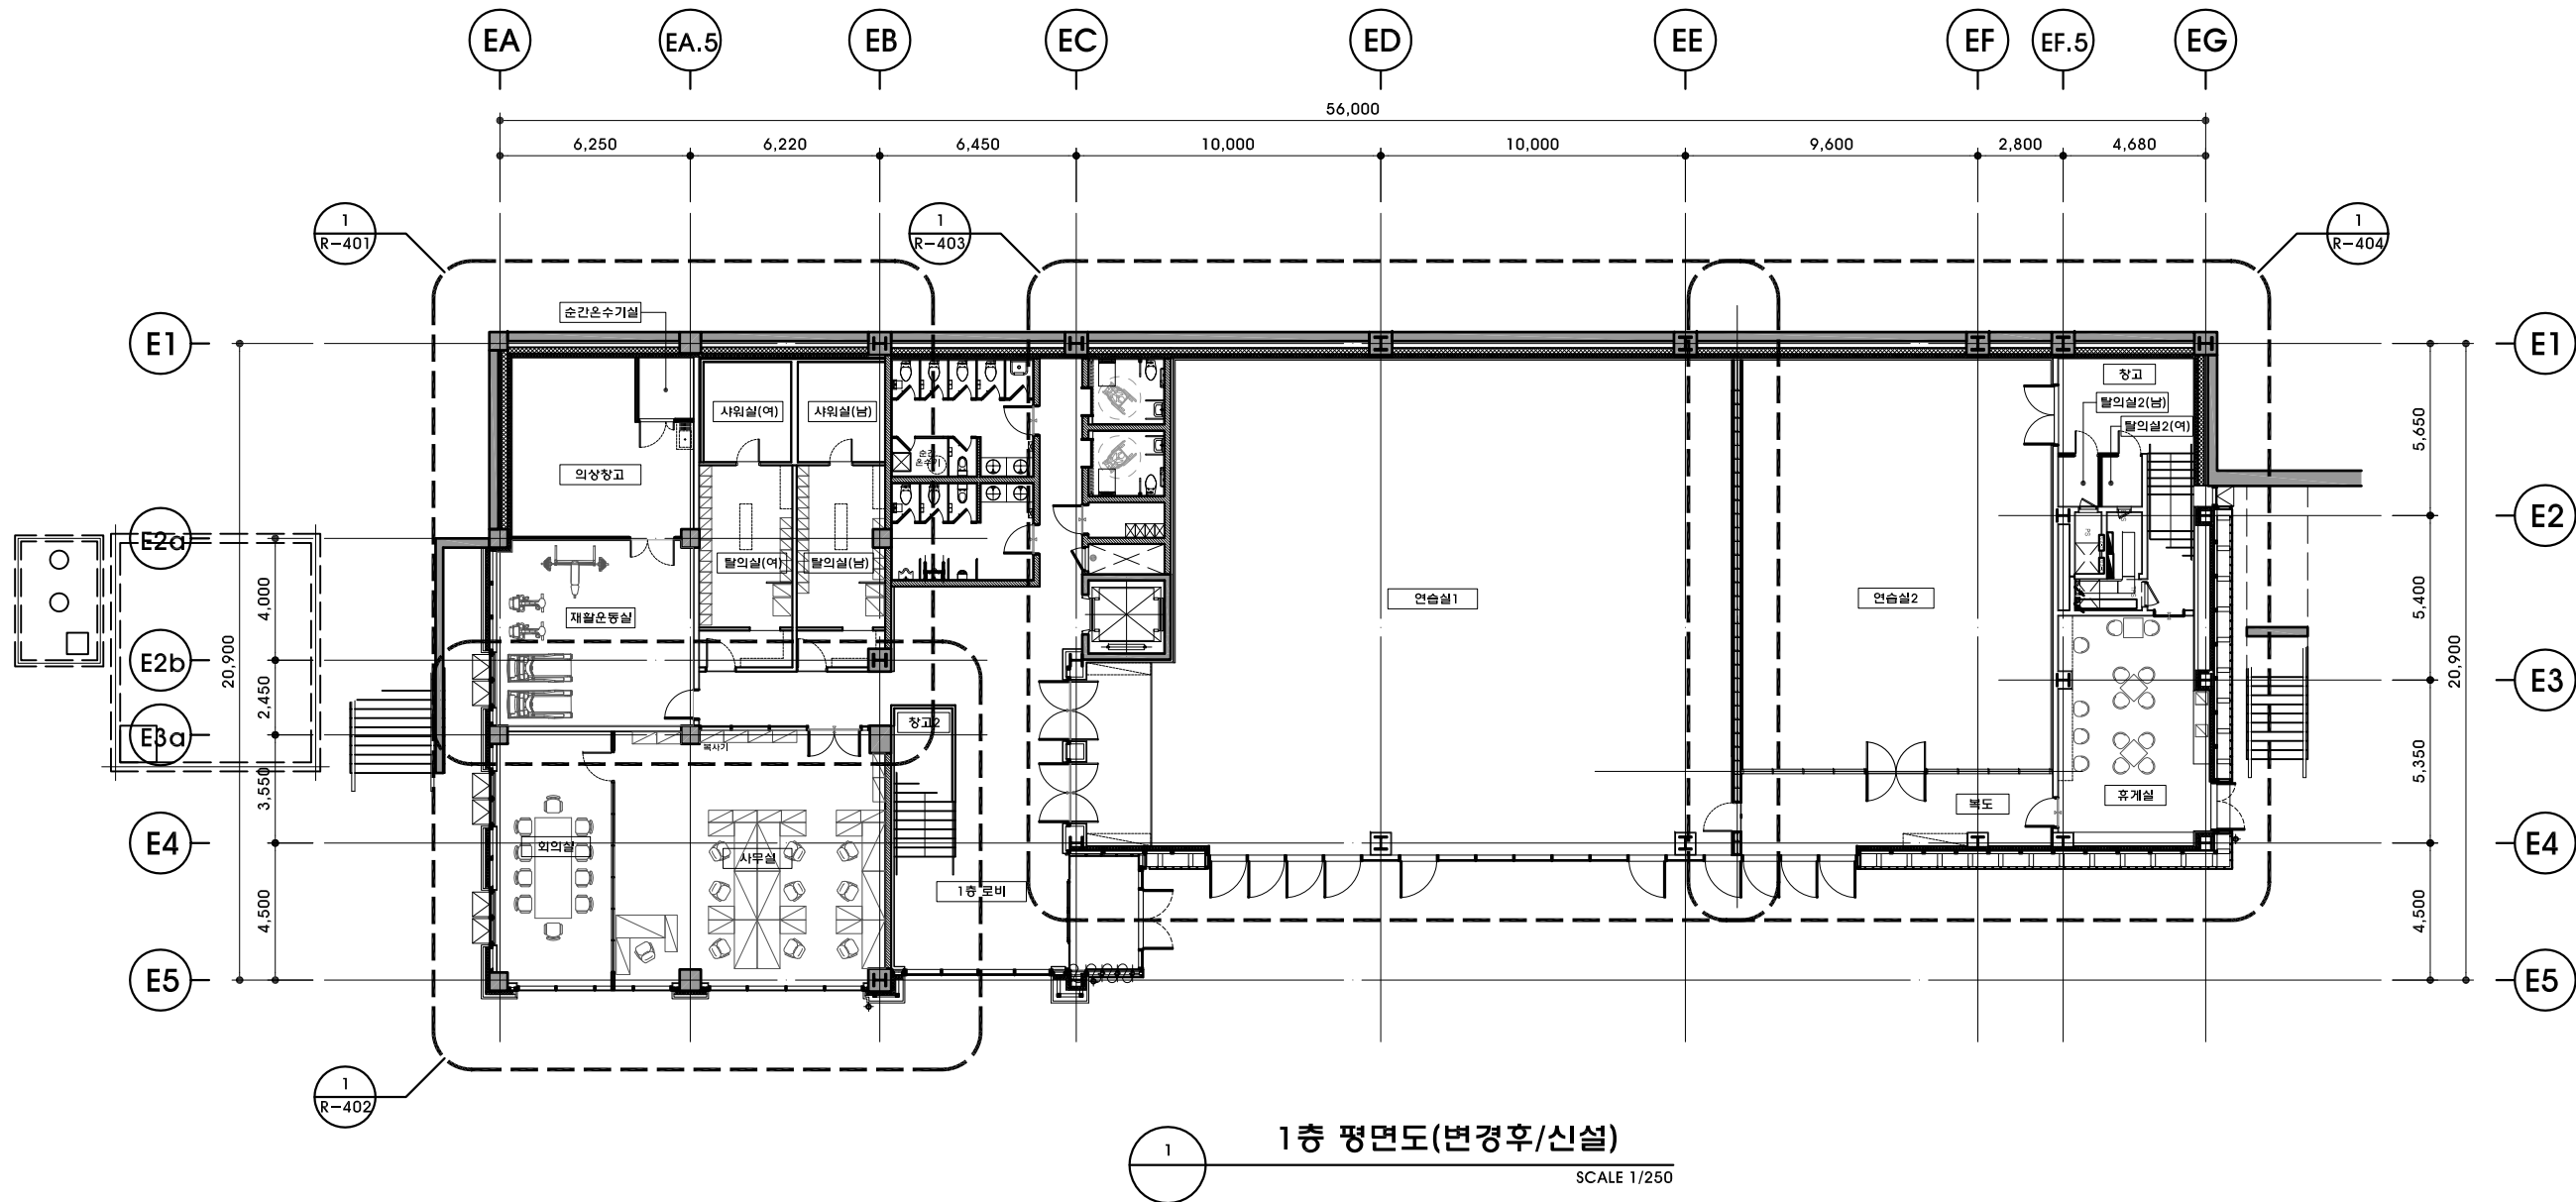 EA EA.5 EB EC ED EE EF EF.5 EG
56,000
6,250 6,220 6,450 10,000 10,000 9,600 2,800 4,680
1
R-401
1
R-403
1
R-404
순간온수기실
E1
E1
창고
탈의실2(남)
탈의실2(여)
샤워실(여)
샤워실(남)
5,650
순간
온수기
의상창고
E2
E2a
탈의실(여)
탈의실(남)
재활운동실
연습실1
연습실2
4,000
5,400
20,900
20,900
E2b
E3
2,450
창고2
E3a
복사기
3,550
5,350
휴게실
복도
E4
외의실
사무실
E4
1층 로비
4,500
4,500
E5
E5
1
R-402
1
1층 평면도(변경후/신설)
SCALE 1/250